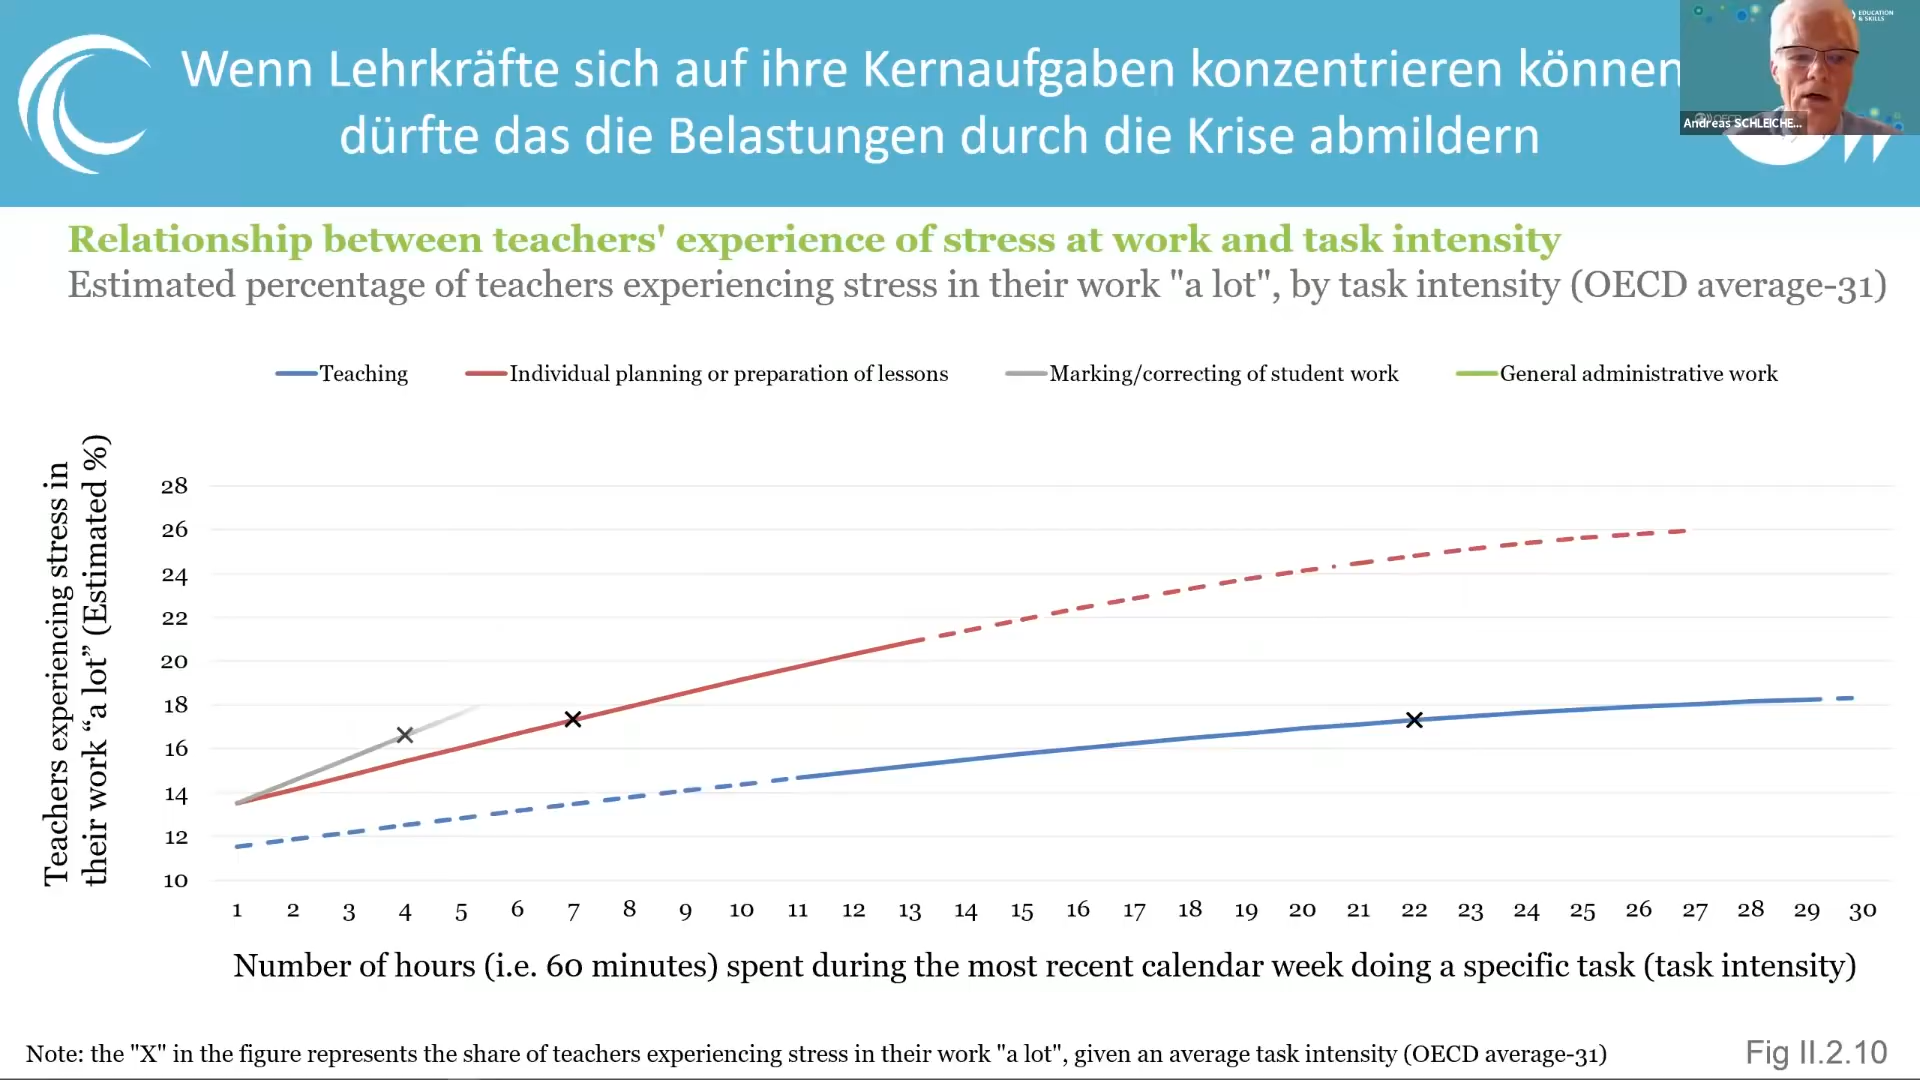 Wenn Lehrkräfte sich auf ihre Kernaufgaben konzentrieren können
dürfte das die Belastungen durch die Krise abmildern
EDUCATION
& SKILLS
Andreas SCHLEICHE...
Relationship between teachers' experience of stress at work and task intensity
Estimated percentage of teachers experiencing stress in their work "a lot", by task intensity (OECD average-31)
Teaching Individual planning or preparation of lessons Marking/correcting of student work General administrative work
Teachers experiencing stress in
their work “a lot” (Estimated %)
28
26
24
22
20
18
16
14
12
10
1 2 3 4 5 6 7 8 9 10 11 12 13 14 15 16 17 18 19 20 21 22 23 24 25 26 27 28 29 30
Number of hours (i.e. 60 minutes) spent during the most recent calendar week doing a specific task (task intensity)
Note: the "X" in the figure represents the share of teachers experiencing stress in their work "a lot", given an average task intensity (OECD average-31)
Fig II.2.10